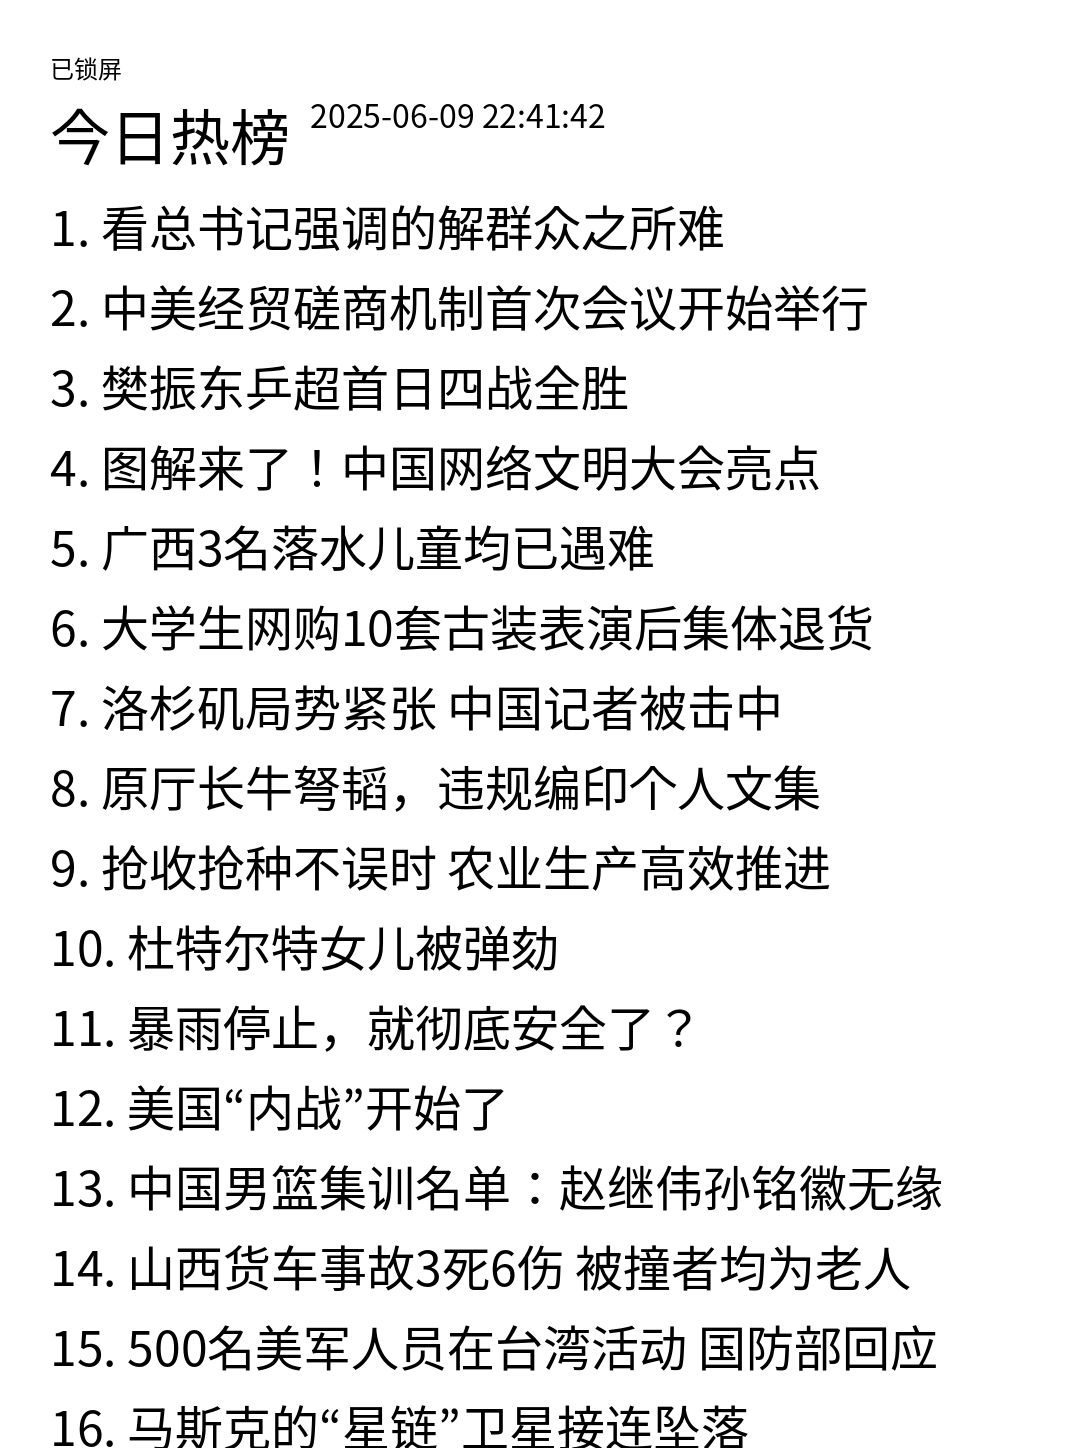 已锁屏
今日热榜 2025-06-09 22:41:42
1. 看总书记强调的解群众之所难
2. 中美经贸磋商机制首次会议开始举行
3. 樊振东乒超首日四战全胜
4. 图解来了！中国网络文明大会亮点
5. 广西3名落水儿童均已遇难
6. 大学生网购10套古装表演后集体退货
7. 洛杉矶局势紧张 中国记者被击中
8. 原厅长牛弩韬，违规编印个人文集
9. 抢收抢种不误时 农业生产高效推进
10. 杜特尔特女儿被弹劾
11. 暴雨停止，就彻底安全了？
12. 美国“内战”开始了
13. 中国男篮集训名单：赵继伟孙铭徽无缘
14. 山西货车事故3死6伤 被撞者均为老人
15. 500名美军人员在台湾活动 国防部回应
16. 马斯克的“星链”卫星接连坠落